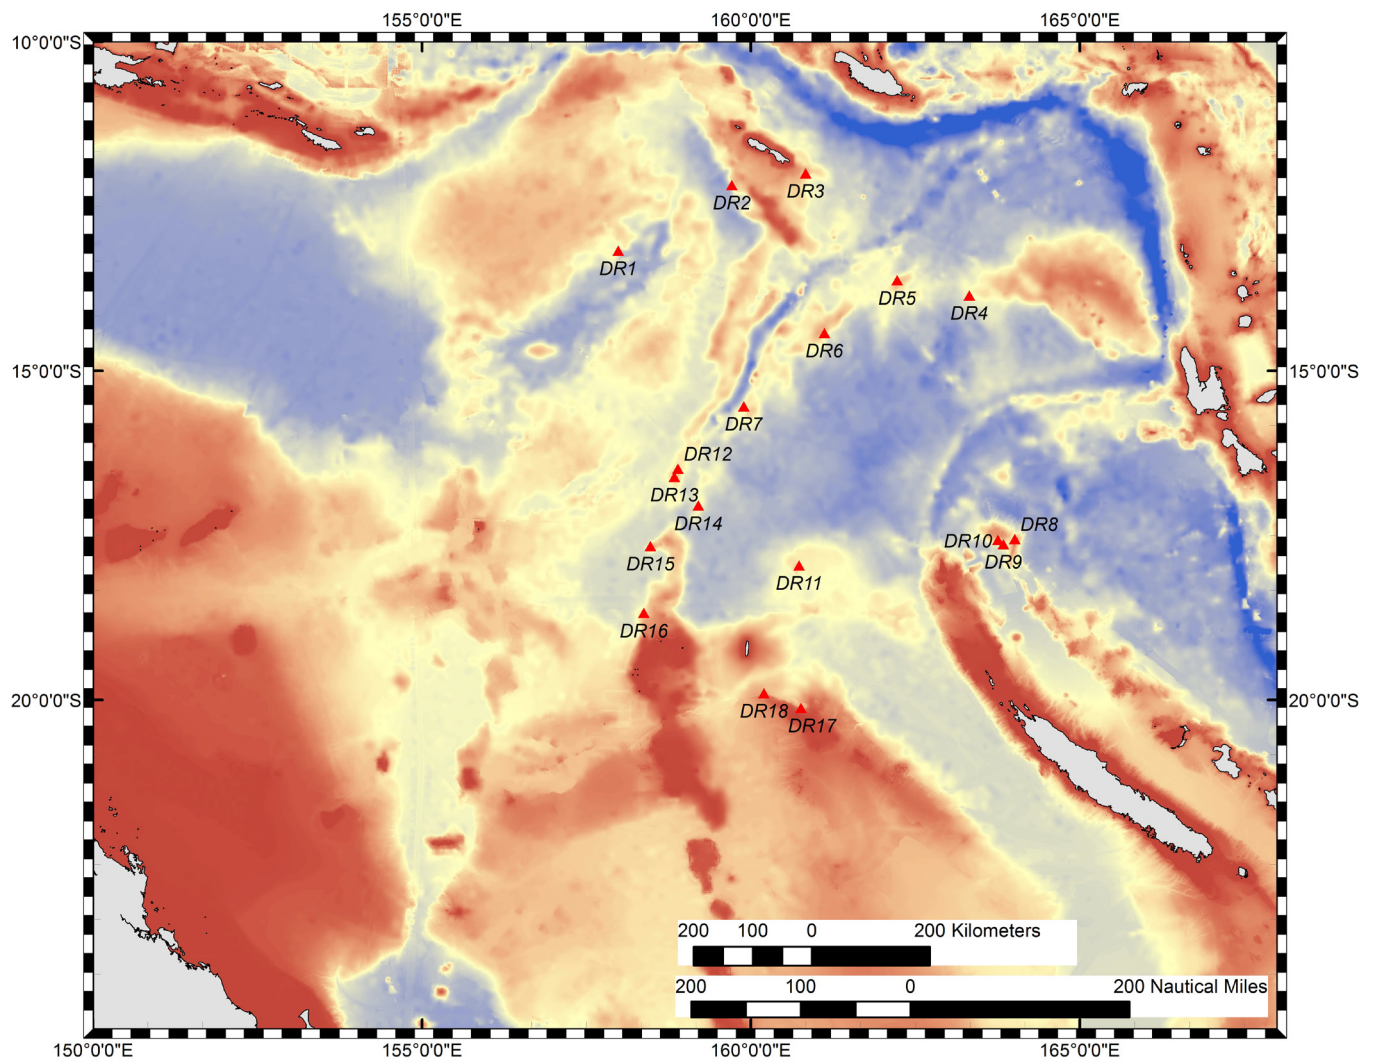 155°0'0"E 160°0'0"E 165°0'0"E
10°0'0"S
DR3
DR2
DR1
DR5
DR4
DR6
15°0'0"S 15°0'0"S
DR7
DR12
DR13
DR14
DR8
DR10
DR9
DR15
DR11
DR16
20°0'0"S 20°0'0"S
DR18
DR17
200 100 0 200 Kilometers
200 100 0 200 Nautical Miles
150°0'0"E 155°0'0"E 160°0'0"E 165°0'0"E